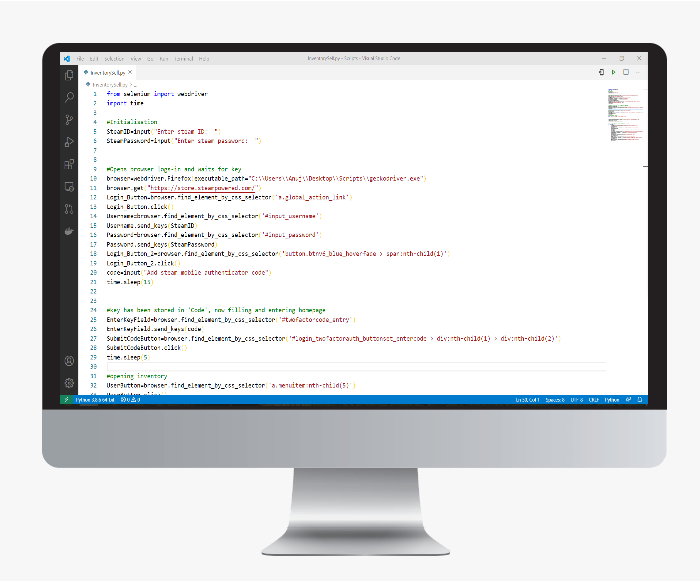 File Edit Selection View Go Run Terminal Help InventorySell.py - Scripts - Visual Studio Code
InventorySell.py ×
InventorySell.py > ...
1 from selenium import webdriver
2 import time
3
4 #Initialisation
5 SteamID=input("Enter steam ID:  ")
6 SteamPassword=input("Enter steam password:  ")
7
8
9 #Opens browser logs-in and waits for key
10 browser=webdriver.Firefox(executable_path="C:\\Users\\Anuj\\Desktop\\Scripts\\geckodriver.exe")
11 browser.get("https://store.steampowered.com/")
12 Login_Button=browser.find_element_by_css_selector('a.global_action_link')
13 Login_Button.click()
14 Username=browser.find_element_by_css_selector('#input_username')
15 Username.send_keys(SteamID)
16 Password=browser.find_element_by_css_selector('#input_password')
17 Password.send_keys(SteamPassword)
18 Login_Button_2=browser.find_element_by_css_selector('button.btnv6_blue_hoverfade > span:nth-child(1)')
19 Login_Button_2.click()
20 code=input("Add steam mobile authenticator code")
21 time.sleep(15)
22
23
24 #key has been stored in 'Code', now filling and entering homepage
25 EnterKeyField=browser.find_element_by_css_selector('#twofactorcode_entry')
26 EnterKeyField.send_keys(code)
27 SubmitCodeButton=browser.find_element_by_css_selector('#login_twofactorauth_buttonset_entercode > div:nth-child(1) > div:nth-child(2)')
28 SubmitCodeButton.click()
29 time.sleep(5)
30
31 #opening inventory
32 UserButton=browser.find_element_by_css_selector('a.menuitem:nth-child(5)')
33
Python 3.8.6 64-bit 0 0 Ln 30, Col 1 Spaces: 8 UTF-8 CRLF Python